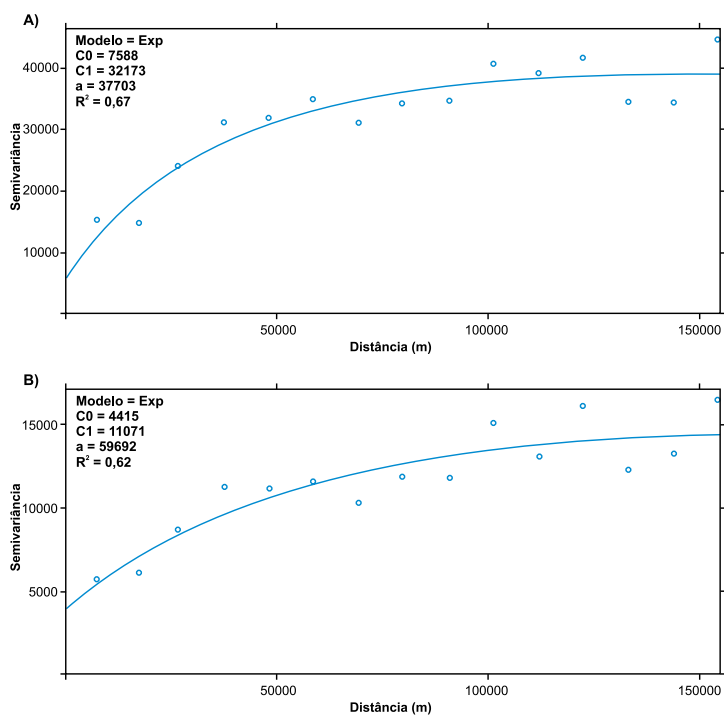 A)
Modelo = Exp
C0 = 7588
C1 = 32173
a = 37703
R² = 0,67
Semivariância
40000
30000
20000
10000
50000
100000
150000
Distância (m)
B)
Modelo = Exp
C0 = 4415
C1 = 11071
a = 59692
R² = 0,62
Semivariância
15000
10000
5000
50000
100000
150000
Distância (m)